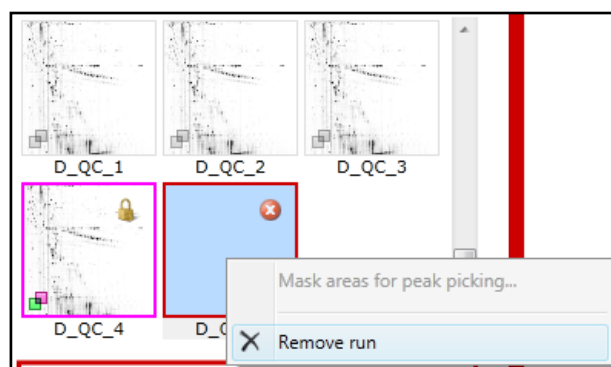 D_QC_1 D_QC_2 D_QC_3
D_QC_4
Mask areas for peak picking...
Remove run